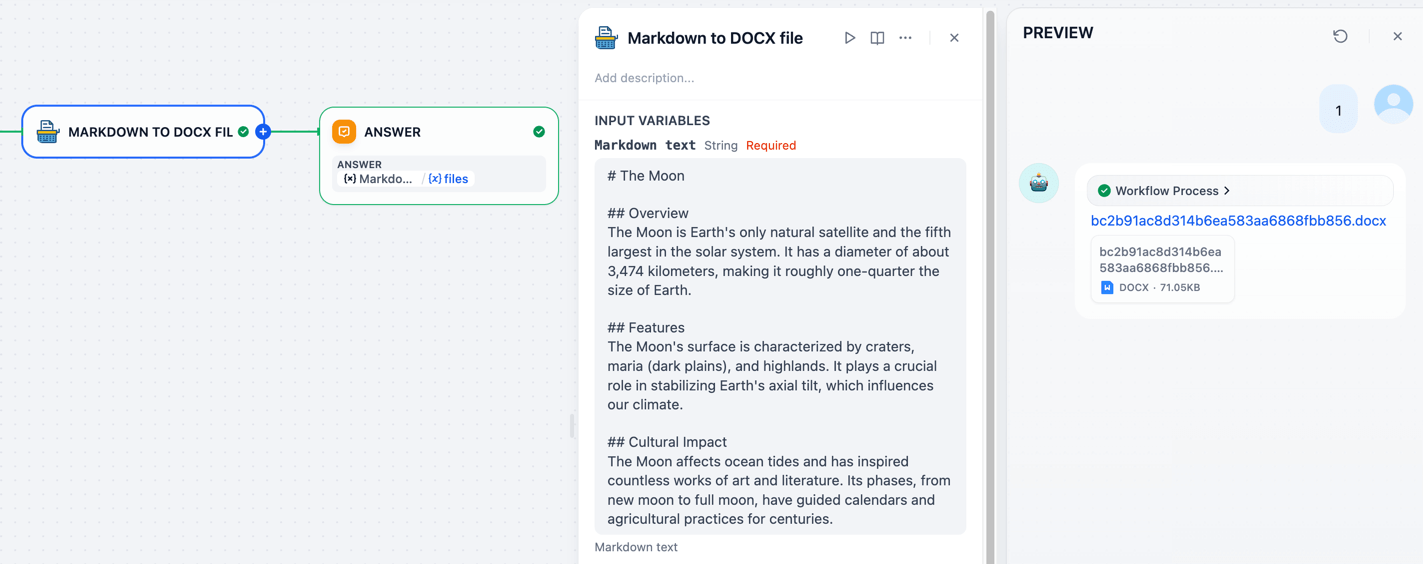 MARKDOWN TO DOCX FIL
ANSWER
ANSWER
{x} Markdo... / {x} files
Markdown to DOCX file
Add description...
INPUT VARIABLES
Markdown text String Required
# The Moon
## Overview
The Moon is Earth's only natural satellite and the fifth
largest in the solar system. It has a diameter of about
3,474 kilometers, making it roughly one-quarter the
size of Earth.
## Features
The Moon's surface is characterized by craters,
maria (dark plains), and highlands. It plays a crucial
role in stabilizing Earth's axial tilt, which influences
our climate.
## Cultural Impact
The Moon affects ocean tides and has inspired
countless works of art and literature. Its phases, from
new moon to full moon, have guided calendars and
agricultural practices for centuries.
Markdown text
PREVIEW
1
Workflow Process
bc2b91ac8d314b6ea583aa6868fbb856.docx
bc2b91ac8d314b6ea
583aa6868fbb856....
DOCX · 71.05KB